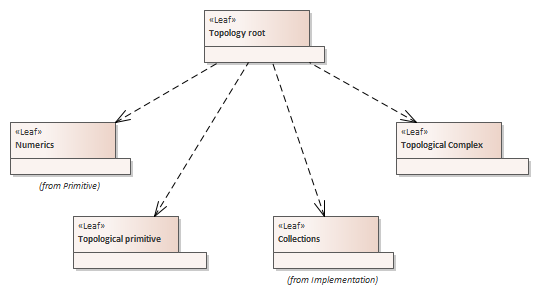 «Leaf»
Topology root
«Leaf»
Numerics
(from Primitive)
«Leaf»
Topological Complex
«Leaf»
Topological primitive
«Leaf»
Collections
(from Implementation)